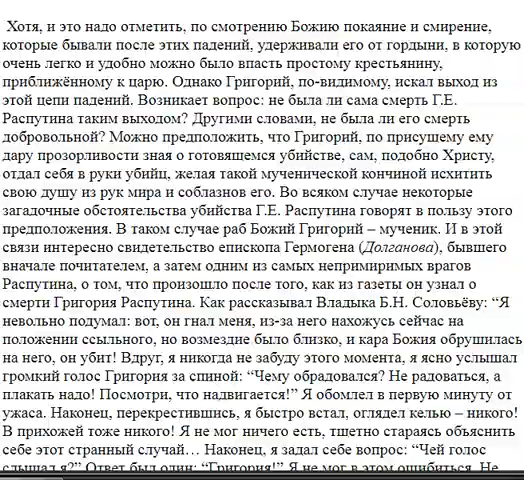 Хотя, и это надо отметить, по смотрению Божию покаяние и смирение,
которые бывали после этих падений, удерживали его от гордыни, в которую
очень легко и удобно можно было впасть простому крестьянину,
приближённому к царю. Однако Григорий, по-видимому, искал выход из
этой цепи падений. Возникает вопрос: не была ли сама смерть Г.Е.
Распутина таким выходом? Другими словами, не была ли его смерть
добровольной? Можно предположить, что Григорий, по присущему ему
дару прозорливости зная о готовящемся убийстве, сам, подобно Христу,
отдал себя в руки убийц, желая такой мученической кончиной исхитить
свою душу из рук мира и соблазнов его. Во всяком случае некоторые
загадочные обстоятельства убийства Г.Е. Распутина говорят в пользу этого
предположения. В таком случае раб Божий Григорий – мученик. И в этой
связи интересно свидетельство епископа Гермогена (Долганова), бывшего
вначале почитателем, а затем одним из самых непримиримых врагов
Распутина, о том, что произошло после того, как из газеты он узнал о
смерти Григория Распутина. Как рассказывал Владыка Б.Н. Соловьёву: “Я
невольно подумал: вот, он гнал меня, из-за него нахожусь сейчас на
положении ссыльного, но возмездие было близко, и кара Божия обрушилась
на него, он убит! Вдруг, я никогда не забуду этого момента, я ясно услышал
громкий голос Григория за спиной: “Чему обрадовался? Не радоваться, а
плакать надо! Посмотри, что надвигается!” Я обомлел в первую минуту от
ужаса. Наконец, перекрестившись, я быстро встал, оглядел келью – никого!
В прихожей тоже никого! Я не мог ничего есть, тщетно стараясь объяснить
себе этот странный случай… Наконец, я задал себе вопрос: “Чей голос
слышал я?” Ответ был один: “Григория!” Я не мог в этом ошибиться. Не